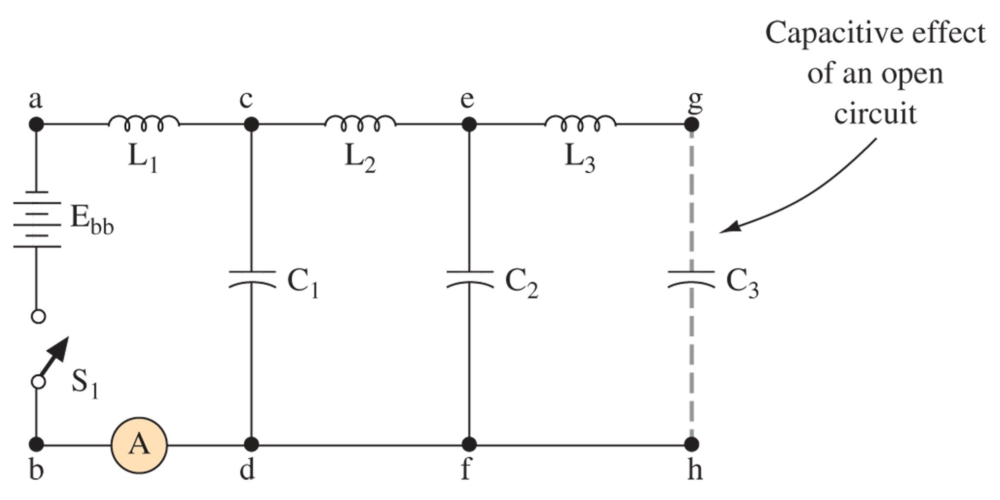 Capacitive effect
of an open
circuit
a
c
e
g
L1
L2
L3
Ebb
C1
C2
C3
S1
A
b
d
f
h